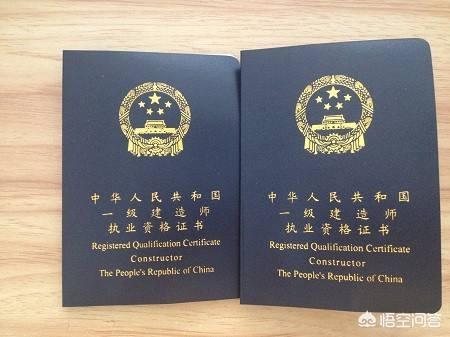 中华人民共和国
一级建造师
执业资格证书
Registered Qualification Certificate
Constructor
The People's Republic of China
中华人民共和国
一级建造师
执业资格证书
Registered Qualification Certificate
Constructor
The People's Republic of China
悟空问答